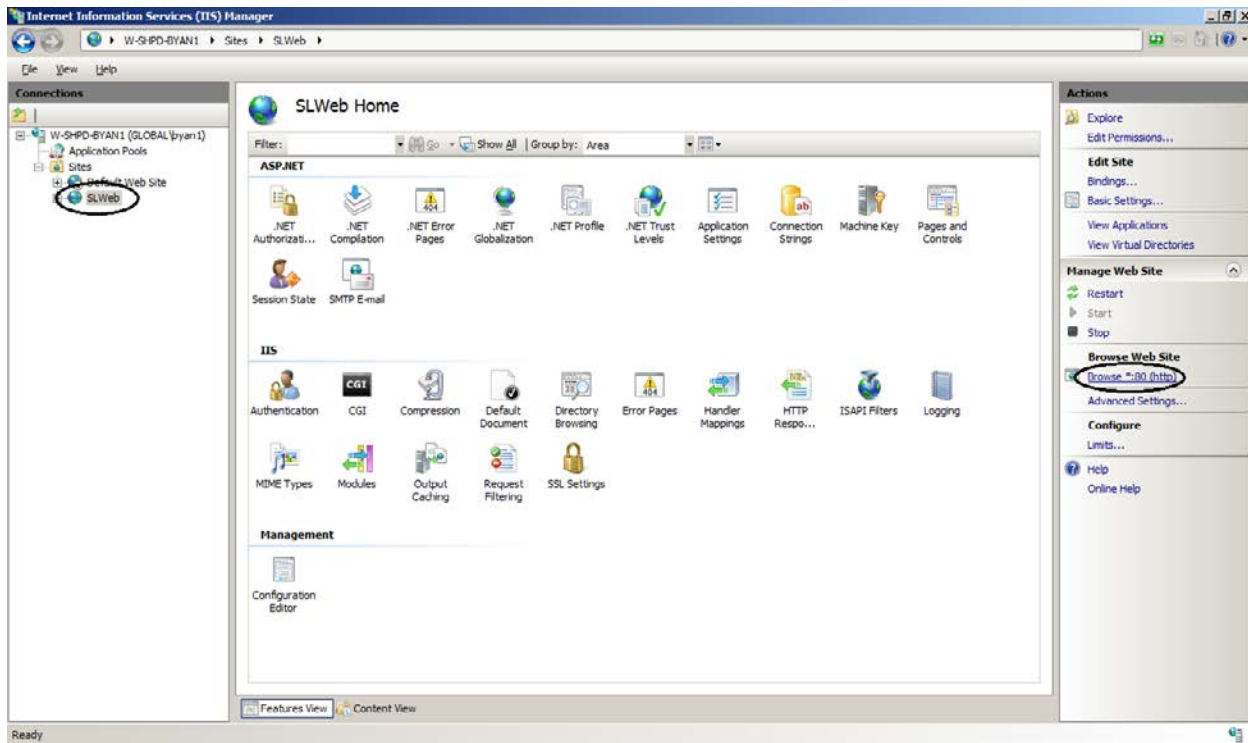 Internet Information Services (IIS) Manager
W-SHPD-BYAN1 Sites SLWeb
File View Help
Connections
W-SHPD-BYAN1 (GLOBAL\byan1)
Application Pools
Sites
Default Web Site
SLWeb
SLWeb Home
Filter: Go Show All Group by: Area
ASP.NET
.NET Authorizati...
.NET Compilation
.NET Error Pages
.NET Globalization
.NET Profile
.NET Trust Levels
Application Settings
Connection Strings
Machine Key
Pages and Controls
Session State
SMTP E-mail
IIS
Authentication
CGI
Compression
Default Document
Directory Browsing
Error Pages
Handler Mappings
HTTP Respo...
ISAPI Filters
Logging
MIME Types
Modules
Output Caching
Request Filtering
SSL Settings
Management
Configuration Editor
Features View
Content View
Actions
Explore
Edit Permissions...
Edit Site
Bindings...
Basic Settings...
View Applications
View Virtual Directories
Manage Web Site
Restart
Start
Stop
Browse Web Site
Browse *:80 (http)
Advanced Settings...
Configure
Limits...
Help
Online Help
Ready